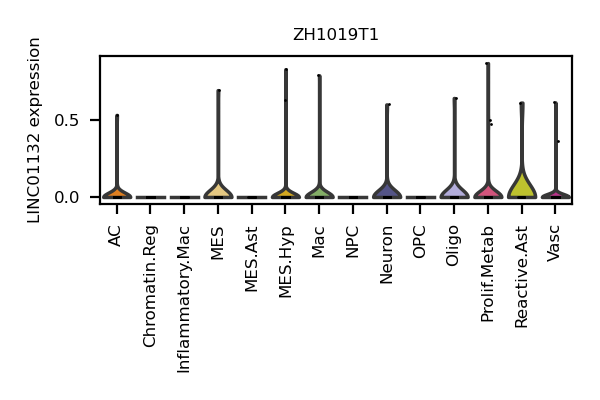 ZH1019T1
LINC01132 expression
0.5
0.0
AC
Chromatin.Reg
Inflammatory.Mac
MES
MES.Ast
MES.Hyp
Mac
NPC
Neuron
OPC
Oligo
Prolif.Metab
Reactive.Ast
Vasc